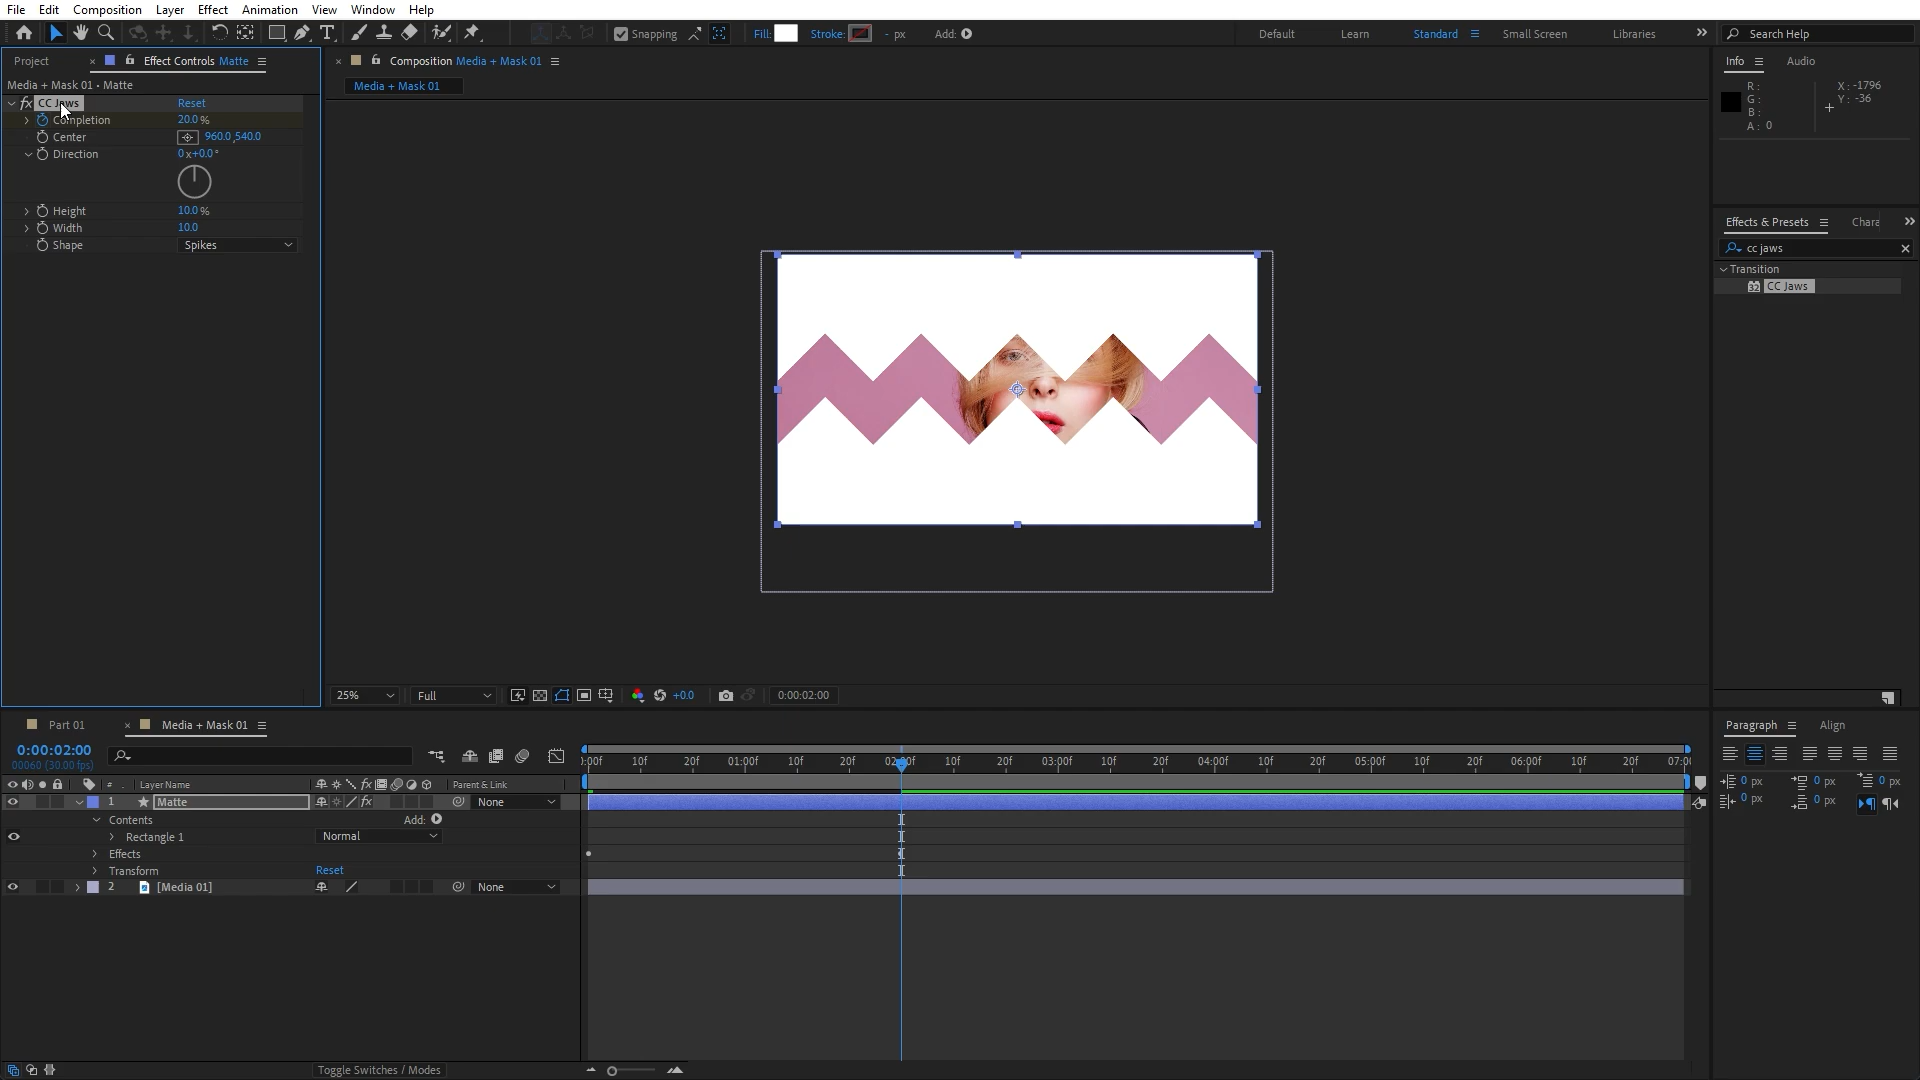 File Edit Composition Layer Effect Animation View Window Help
Snapping Fill: Stroke: - px Add: Default Learn Standard Small Screen Libraries Search Help
Project Effect Controls Matte
Media + Mask 01 • Matte
fx CC Jaws Reset
Completion 20.0 %
Center 960.0, 540.0
Direction 0x+0.0°
Height 10.0 %
Width 10.0
Shape Spikes
Composition Media + Mask 01
Media + Mask 01
25% Full +0.0 0:00:02:00
Info Audio
R: X: -1796
G: Y: -36
B:
A: 0
Effects & Presets Chara
cc jaws
Transition
CC Jaws
Part 01 Media + Mask 01
0:00:02:00
00060 (30.00 fps)
):00f 10f 20f 01:00f 10f 20f 02:00f 10f 20f 03:00f 10f 20f 04:00f 10f 20f 05:00f 10f 20f 06:00f 10f 20f 07:00
# Layer Name fx Parent & Link
1 Matte fx None
Contents Add:
Rectangle 1 Normal
Effects
Transform Reset
2 [Media 01] None
Toggle Switches / Modes
Paragraph Align
0 px 0 px 0 px
0 px 0 px